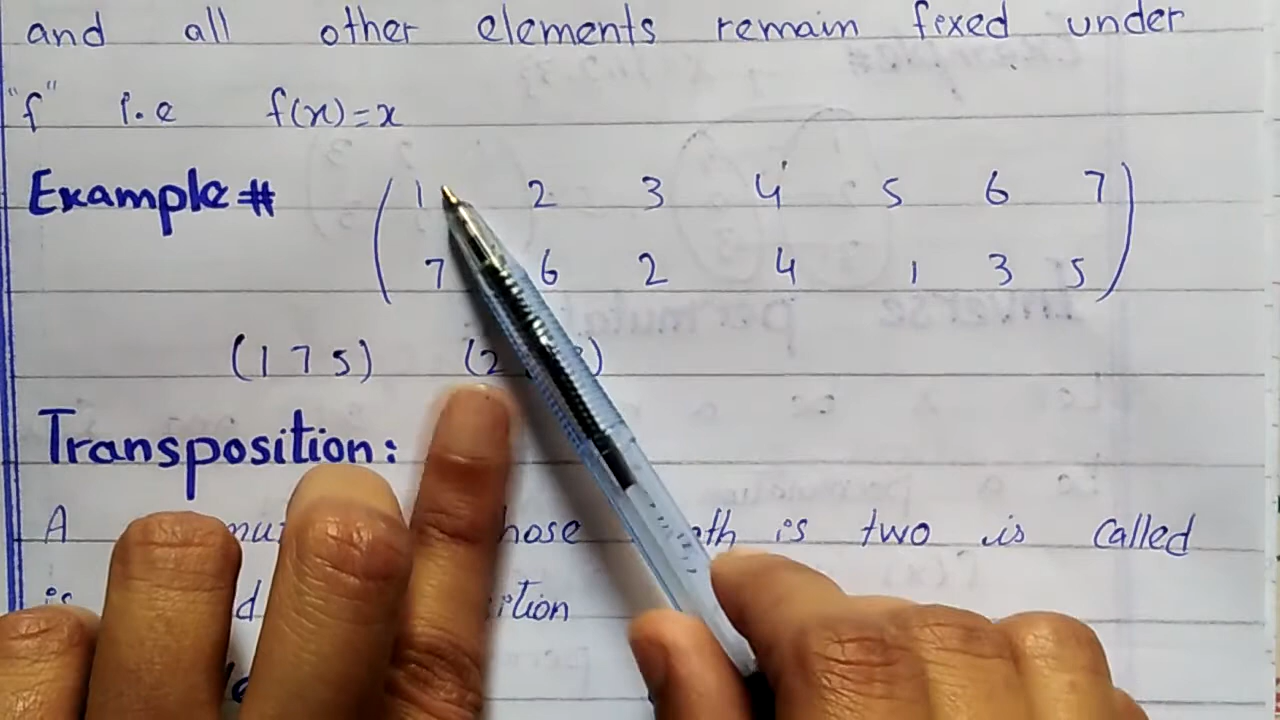 and all other elements remain fixed under
"f" i.e f(x)=x
Example# ( 1 2 3 4 5 6 7 )
( 7 6 2 4 1 3 5 )
(1 7 5) (2 )
Transposition:
A is two is called